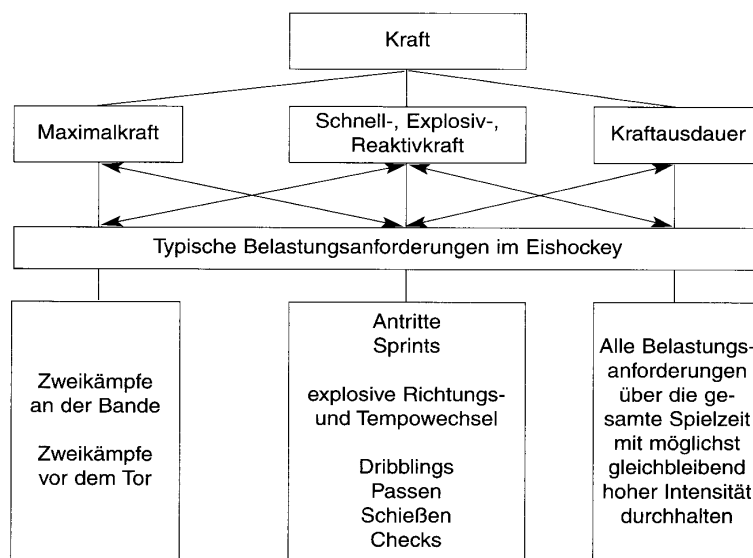 Kraft
Maximalkraft
Schnell-, Explosiv-,
Reaktivkraft
Kraftausdauer
Typische Belastungsanforderungen im Eishockey
Zweikämpfe
an der Bande
Zweikämpfe
vor dem Tor
Antritte
Sprints
explosive Richtungs-
und Tempowechsel
Dribblings
Passen
Schießen
Checks
Alle Belastungs-
anforderungen
über die ge-
samte Spielzeit
mit möglichst
gleichbleibend
hoher Intensität
durchhalten